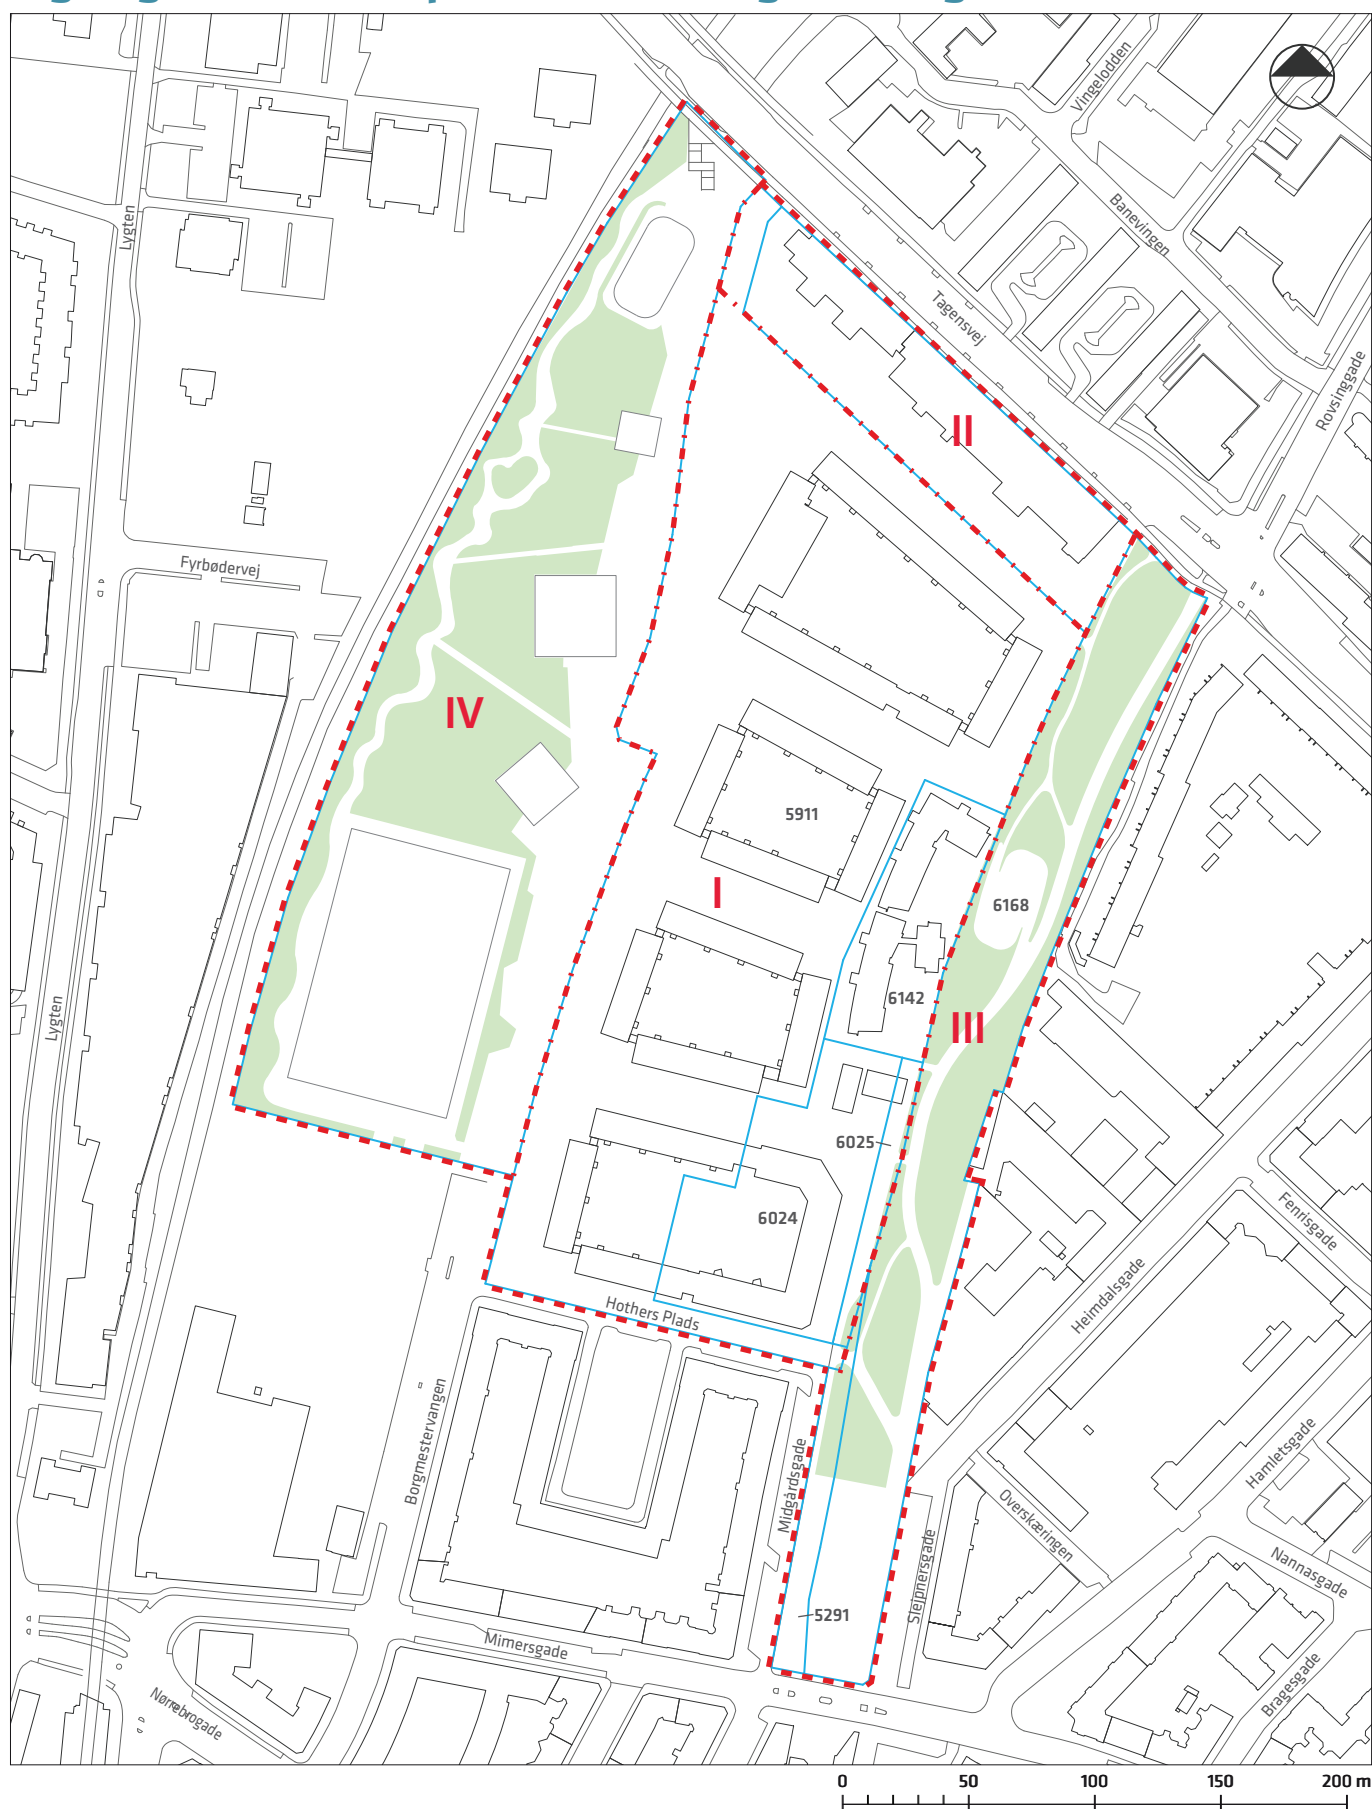 Vingelodden
Lygten
Banevingen
Tagensvej
Rovsinggade
II
Fyrbødervej
IV
5911
I
6168
6142
Lygten
III
6025
6024
Fenrisgade
Heimdalsgade
Hothers Plads
Borgmestervangen
Midgårdsgade
Hamletsgade
Overskæringen
Sleipnersgade
Nannasgade
5291
Mimersgade
Bragesgade
Nørrebrogade
0 50 100 150 200 m